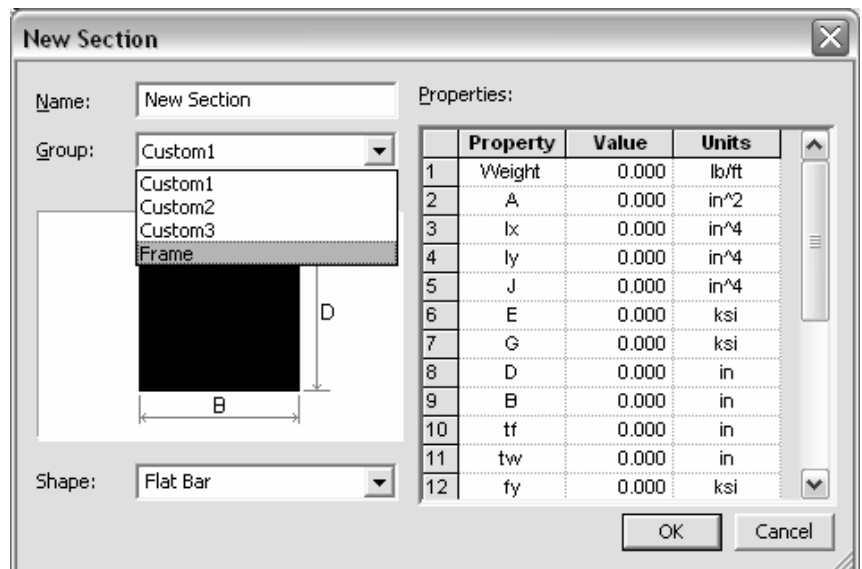 New Section
Name: New Section
Group: Custom1
Custom1
Custom2
Custom3
Frame
D
B
Shape: Flat Bar
Properties:
Property Value Units
1 Weight 0.000 lb/ft
2 A 0.000 in^2
3 Ix 0.000 in^4
4 Iy 0.000 in^4
5 J 0.000 in^4
6 E 0.000 ksi
7 G 0.000 ksi
8 D 0.000 in
9 B 0.000 in
10 tf 0.000 in
11 tw 0.000 in
12 fy 0.000 ksi
OK Cancel